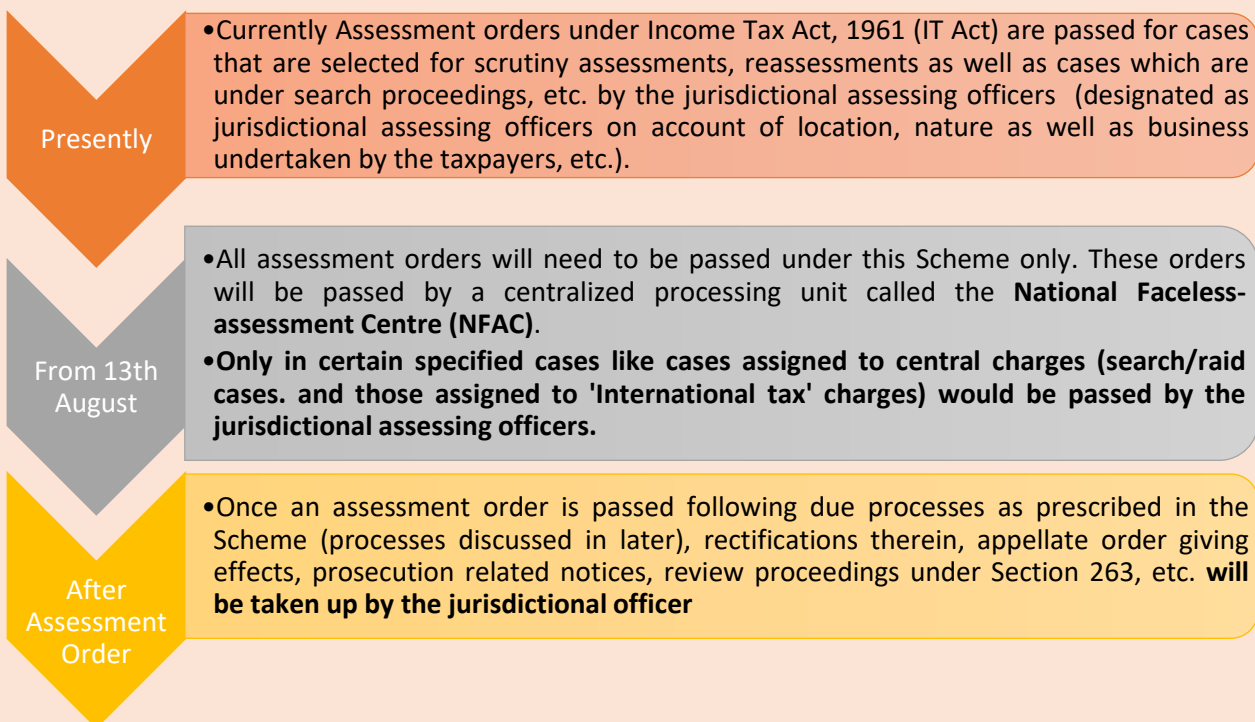 Presently
•Currently Assessment orders under Income Tax Act, 1961 (IT Act) are passed for cases
that are selected for scrutiny assessments, reassessments as well as cases which are
under search proceedings, etc. by the jurisdictional assessing officers (designated as
jurisdictional assessing officers on account of location, nature as well as business
undertaken by the taxpayers, etc.).
From 13th
August
•All assessment orders will need to be passed under this Scheme only. These orders
will be passed by a centralized processing unit called the National Faceless-
assessment Centre (NFAC).
•Only in certain specified cases like cases assigned to central charges (search/raid
cases. and those assigned to 'International tax' charges) would be passed by the
jurisdictional assessing officers.
After
Assessment
Order
•Once an assessment order is passed following due processes as prescribed in the
Scheme (processes discussed in later), rectifications therein, appellate order giving
effects, prosecution related notices, review proceedings under Section 263, etc. will
be taken up by the jurisdictional officer